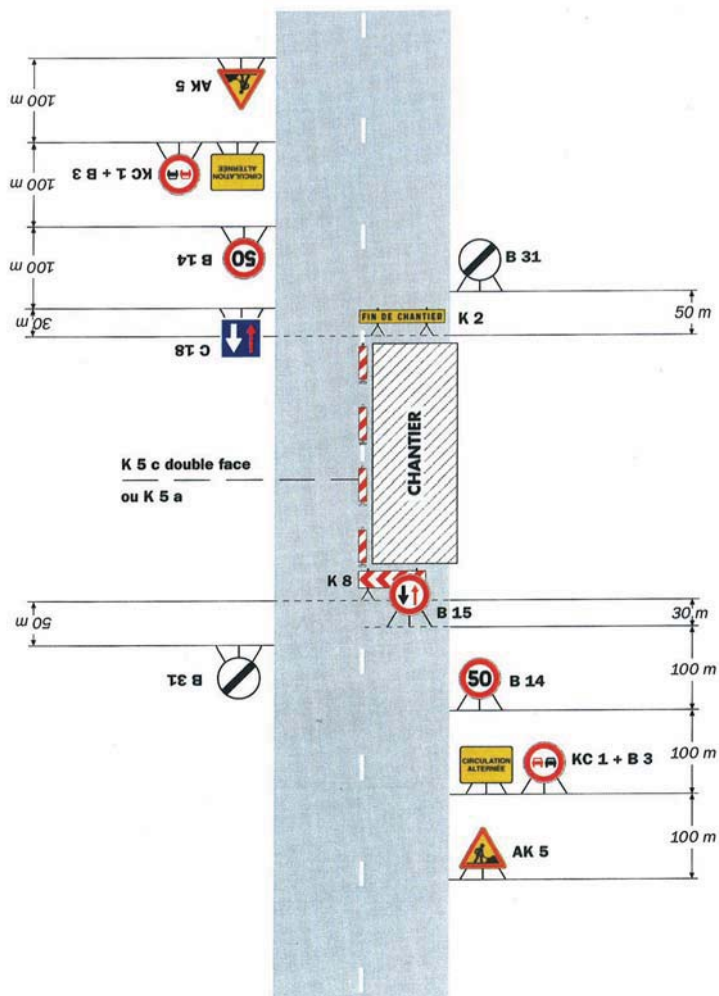 AK 5
100 m
KC 1 + B 3
CIRCULATION
ALTERNÉE
100 m
B 14
50
100 m
B 31
C 18
30 m
FIN DE CHANTIER
K 2
50 m
K 5 c double face
ou K 5 a
CHANTIER
K 8
B 15
50 m
30 m
B 31
50
B 14
100 m
CIRCULATION
ALTERNÉE
KC 1 + B 3
100 m
AK 5
100 m